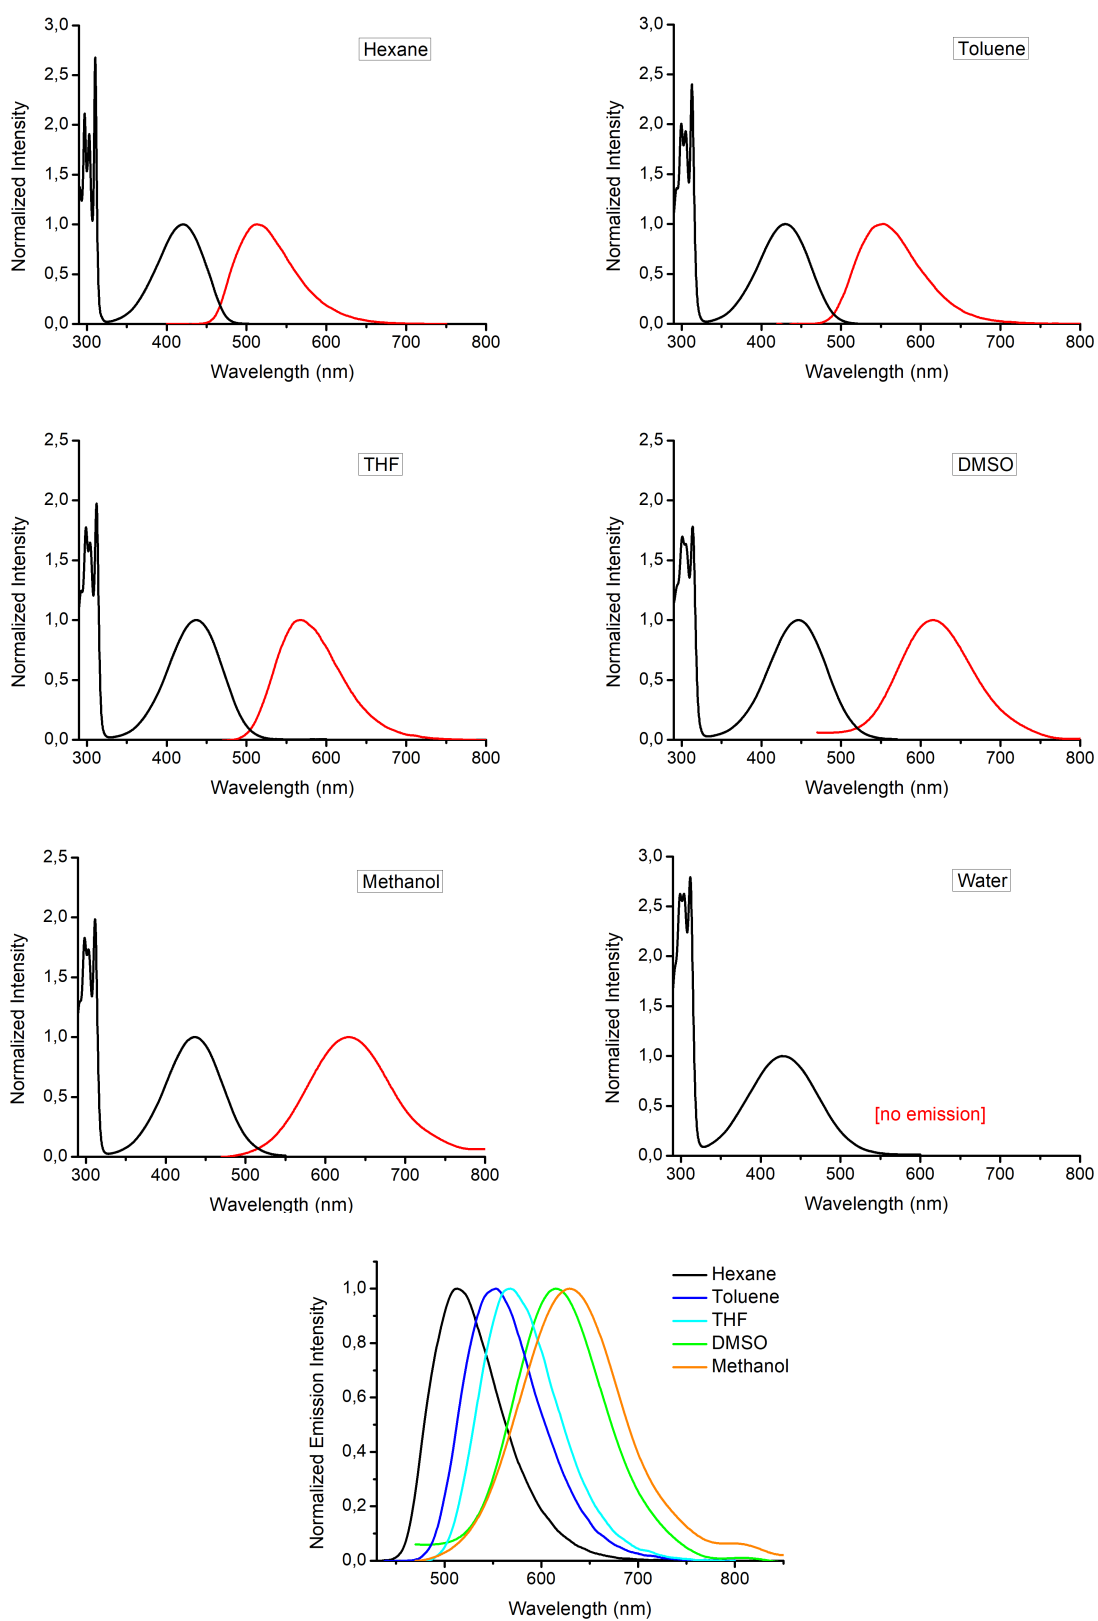 Hexane
3,0
2,5
2,0
1,5
1,0
0,5
0,0
Normalized Intensity
300 400 500 600 700 800
Wavelength (nm)
Toluene
3,0
2,5
2,0
1,5
1,0
0,5
0,0
Normalized Intensity
300 400 500 600 700 800
Wavelength (nm)
THF
2,5
2,0
1,5
1,0
0,5
0,0
Normalized Intensity
300 400 500 600 700 800
Wavelength (nm)
DMSO
2,5
2,0
1,5
1,0
0,5
0,0
Normalized Intensity
300 400 500 600 700 800
Wavelength (nm)
Methanol
2,5
2,0
1,5
1,0
0,5
0,0
Normalized Intensity
300 400 500 600 700 800
Wavelength (nm)
Water
3,0
2,5
2,0
1,5
1,0
0,5
0,0
Normalized Intensity
[no emission]
300 400 500 600 700 800
Wavelength (nm)
Hexane
Toluene
THF
DMSO
Methanol
1,0
0,8
0,6
0,4
0,2
0,0
Normalized Emission Intensity
500 600 700 800
Wavelength (nm)